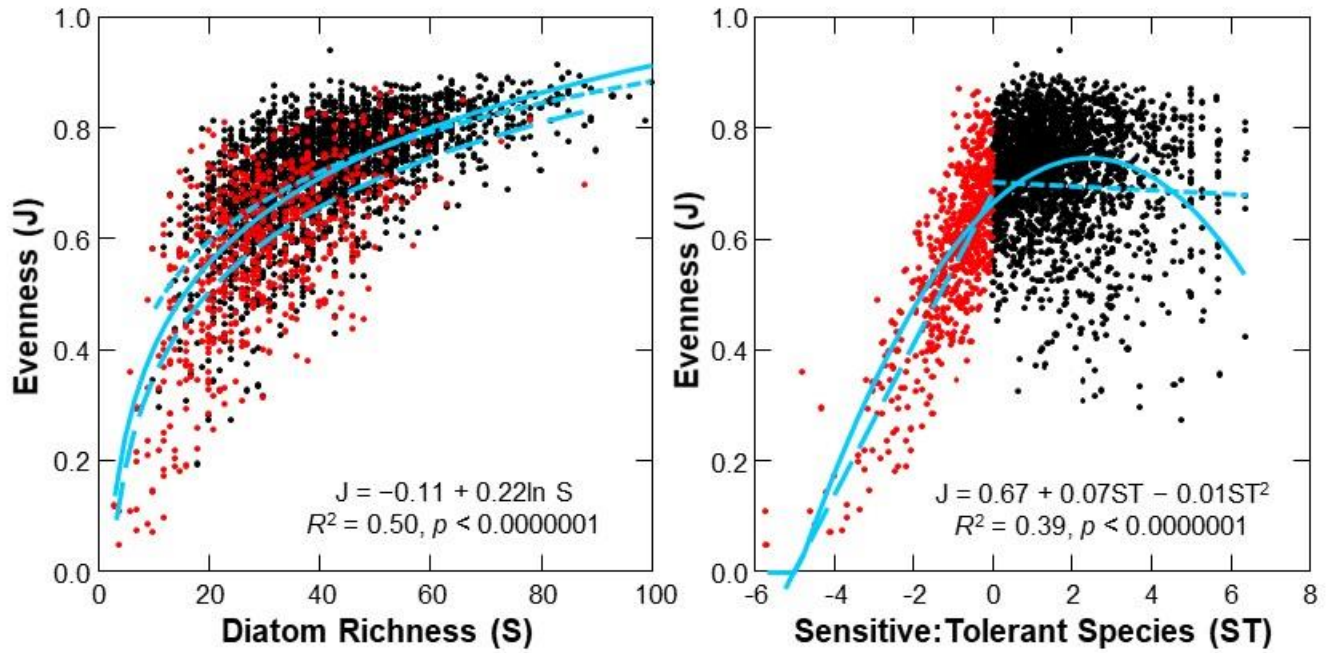 1.0
0.8
0.6
0.4
0.2
0.0
Evenness (J)
0 20 40 60 80 100
Diatom Richness (S)
J = −0.11 + 0.22ln S
R² = 0.50, p < 0.0000001
1.0
0.8
0.6
0.4
0.2
0.0
Evenness (J)
-6 -4 -2 0 2 4 6 8
Sensitive:Tolerant Species (ST)
J = 0.67 + 0.07ST − 0.01ST²
R² = 0.39, p < 0.0000001